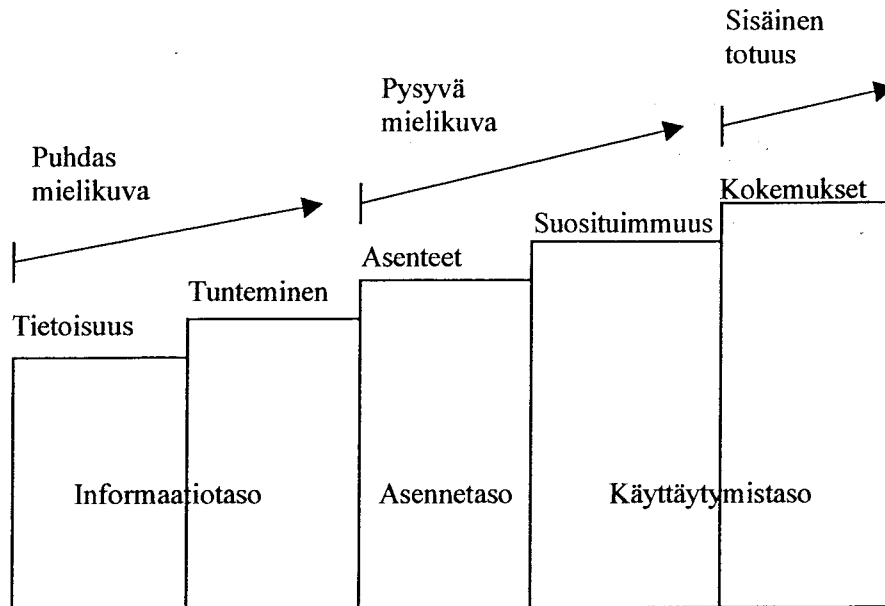 Sisäinen
totuus
Pysyvä
mielikuva
Puhdas
mielikuva
Kokemukset
Suosituimmuus
Asenteet
Tunteminen
Tietoisuus
Informaatiotaso
Asennetaso
Käyttäytymistaso